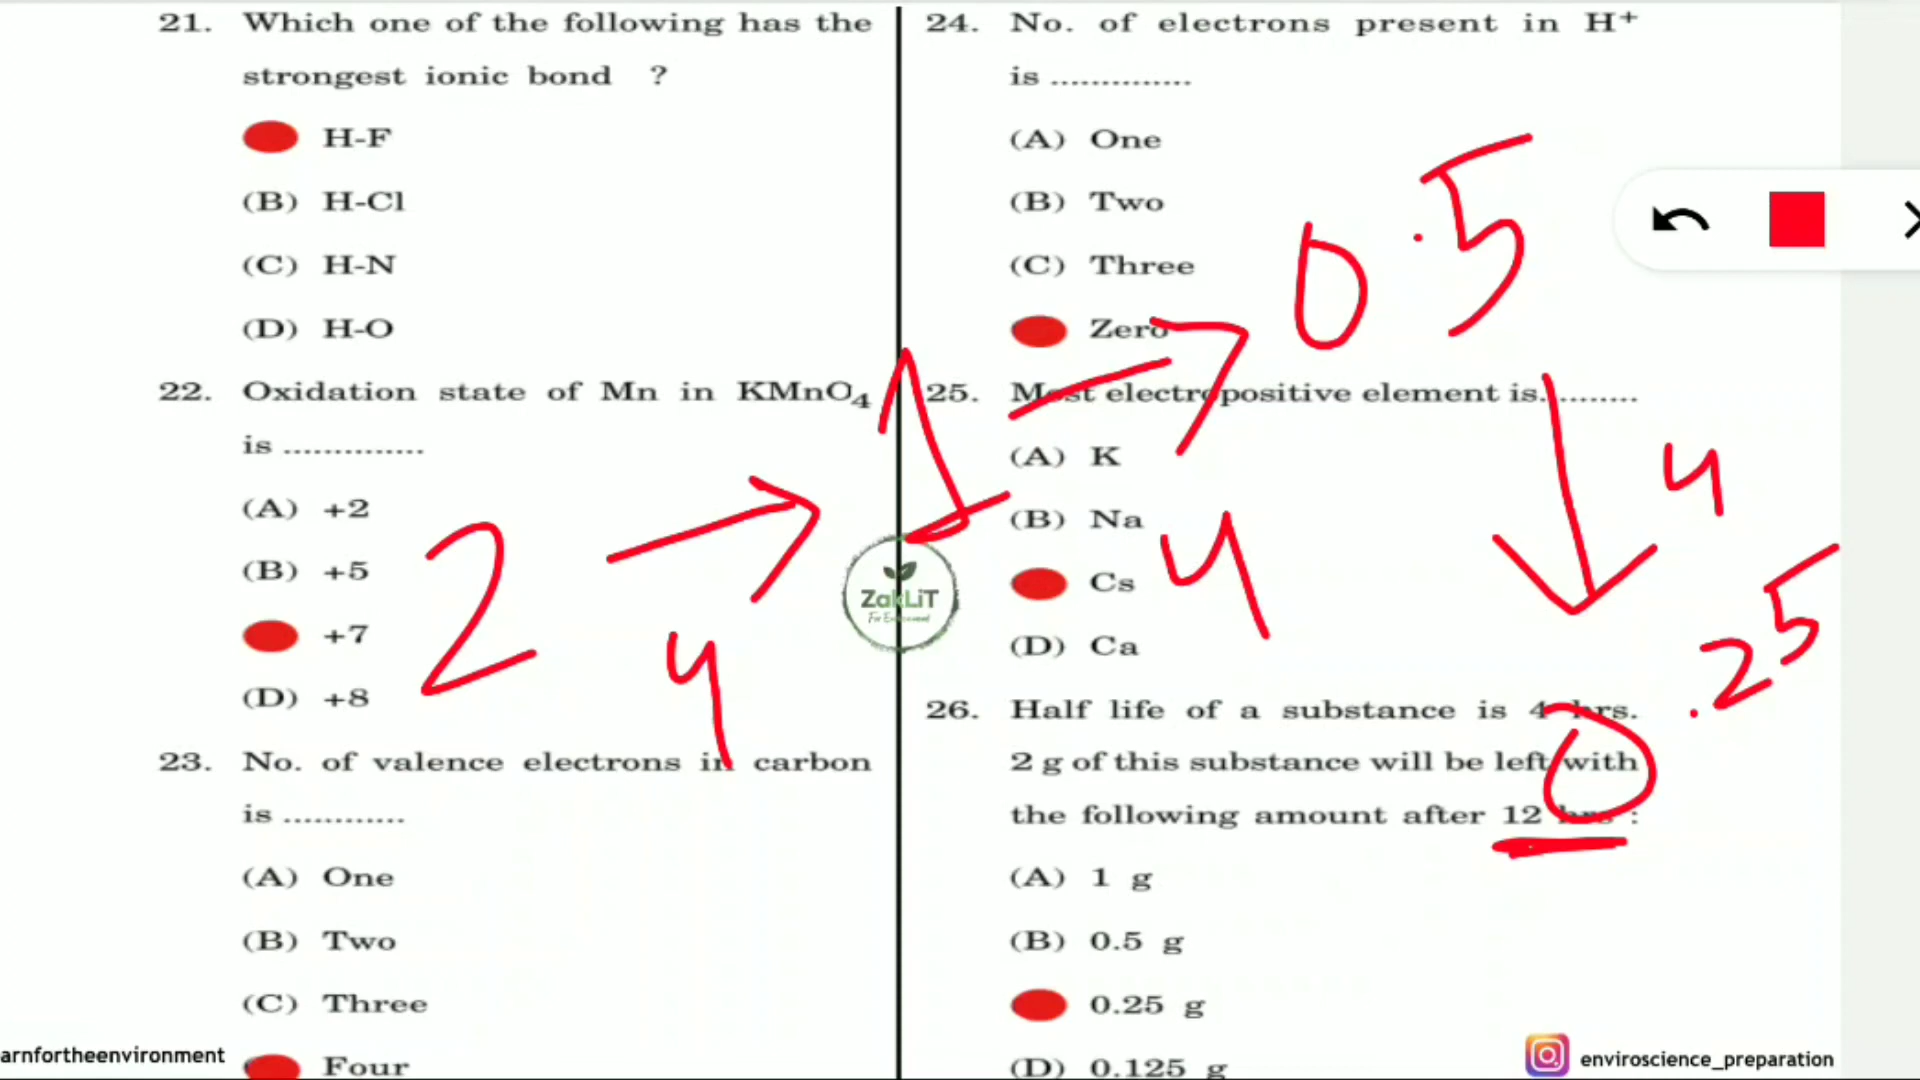 21. Which one of the following has the
strongest ionic bond ?
H-F
(B) H-Cl
(C) H-N
(D) H-O
22. Oxidation state of Mn in KMnO4
is ..............
(A) +2
(B) +5
+7
(D) +8
23. No. of valence electrons in carbon
is ............
(A) One
(B) Two
(C) Three
Four
24. No. of electrons present in H+
is ..............
(A) One
(B) Two
(C) Three
Zero
25. Most electropositive element is..........
(A) K
(B) Na
Cs
(D) Ca
26. Half life of a substance is 4 hrs.
2 g of this substance will be left with
the following amount after 12 hrs :
(A) 1 g
(B) 0.5 g
0.25 g
(D) 0.125 g
2
4
1
4
0.5
4
0.25
ZakLiT
arnfortheenvironment
enviroscience_preparation